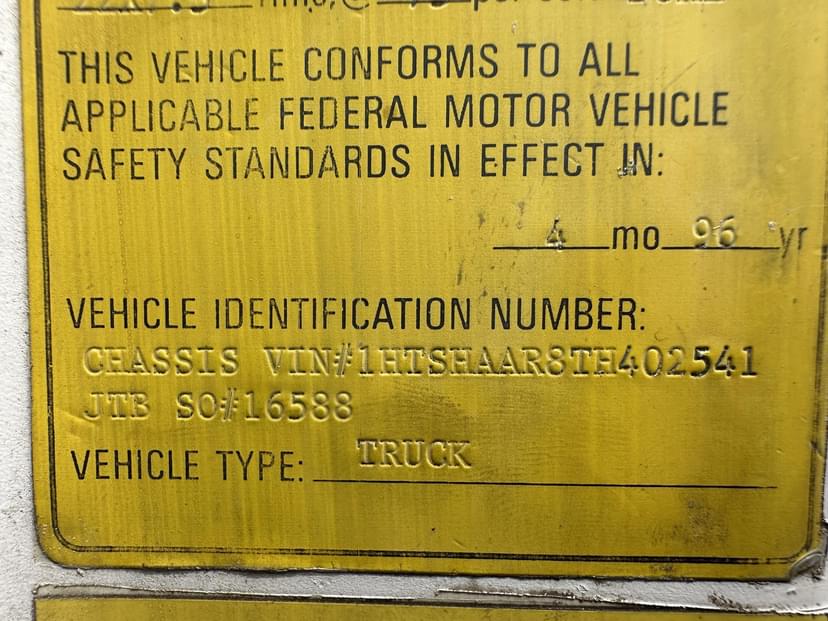 THIS VEHICLE CONFORMS TO ALL
APPLICABLE FEDERAL MOTOR VEHICLE
SAFETY STANDARDS IN EFFECT IN:
4 mo 96 yr
VEHICLE IDENTIFICATION NUMBER:
CHASSIS VIN#1HTSHAAR8TH402541
JTB SO#16588
VEHICLE TYPE: TRUCK